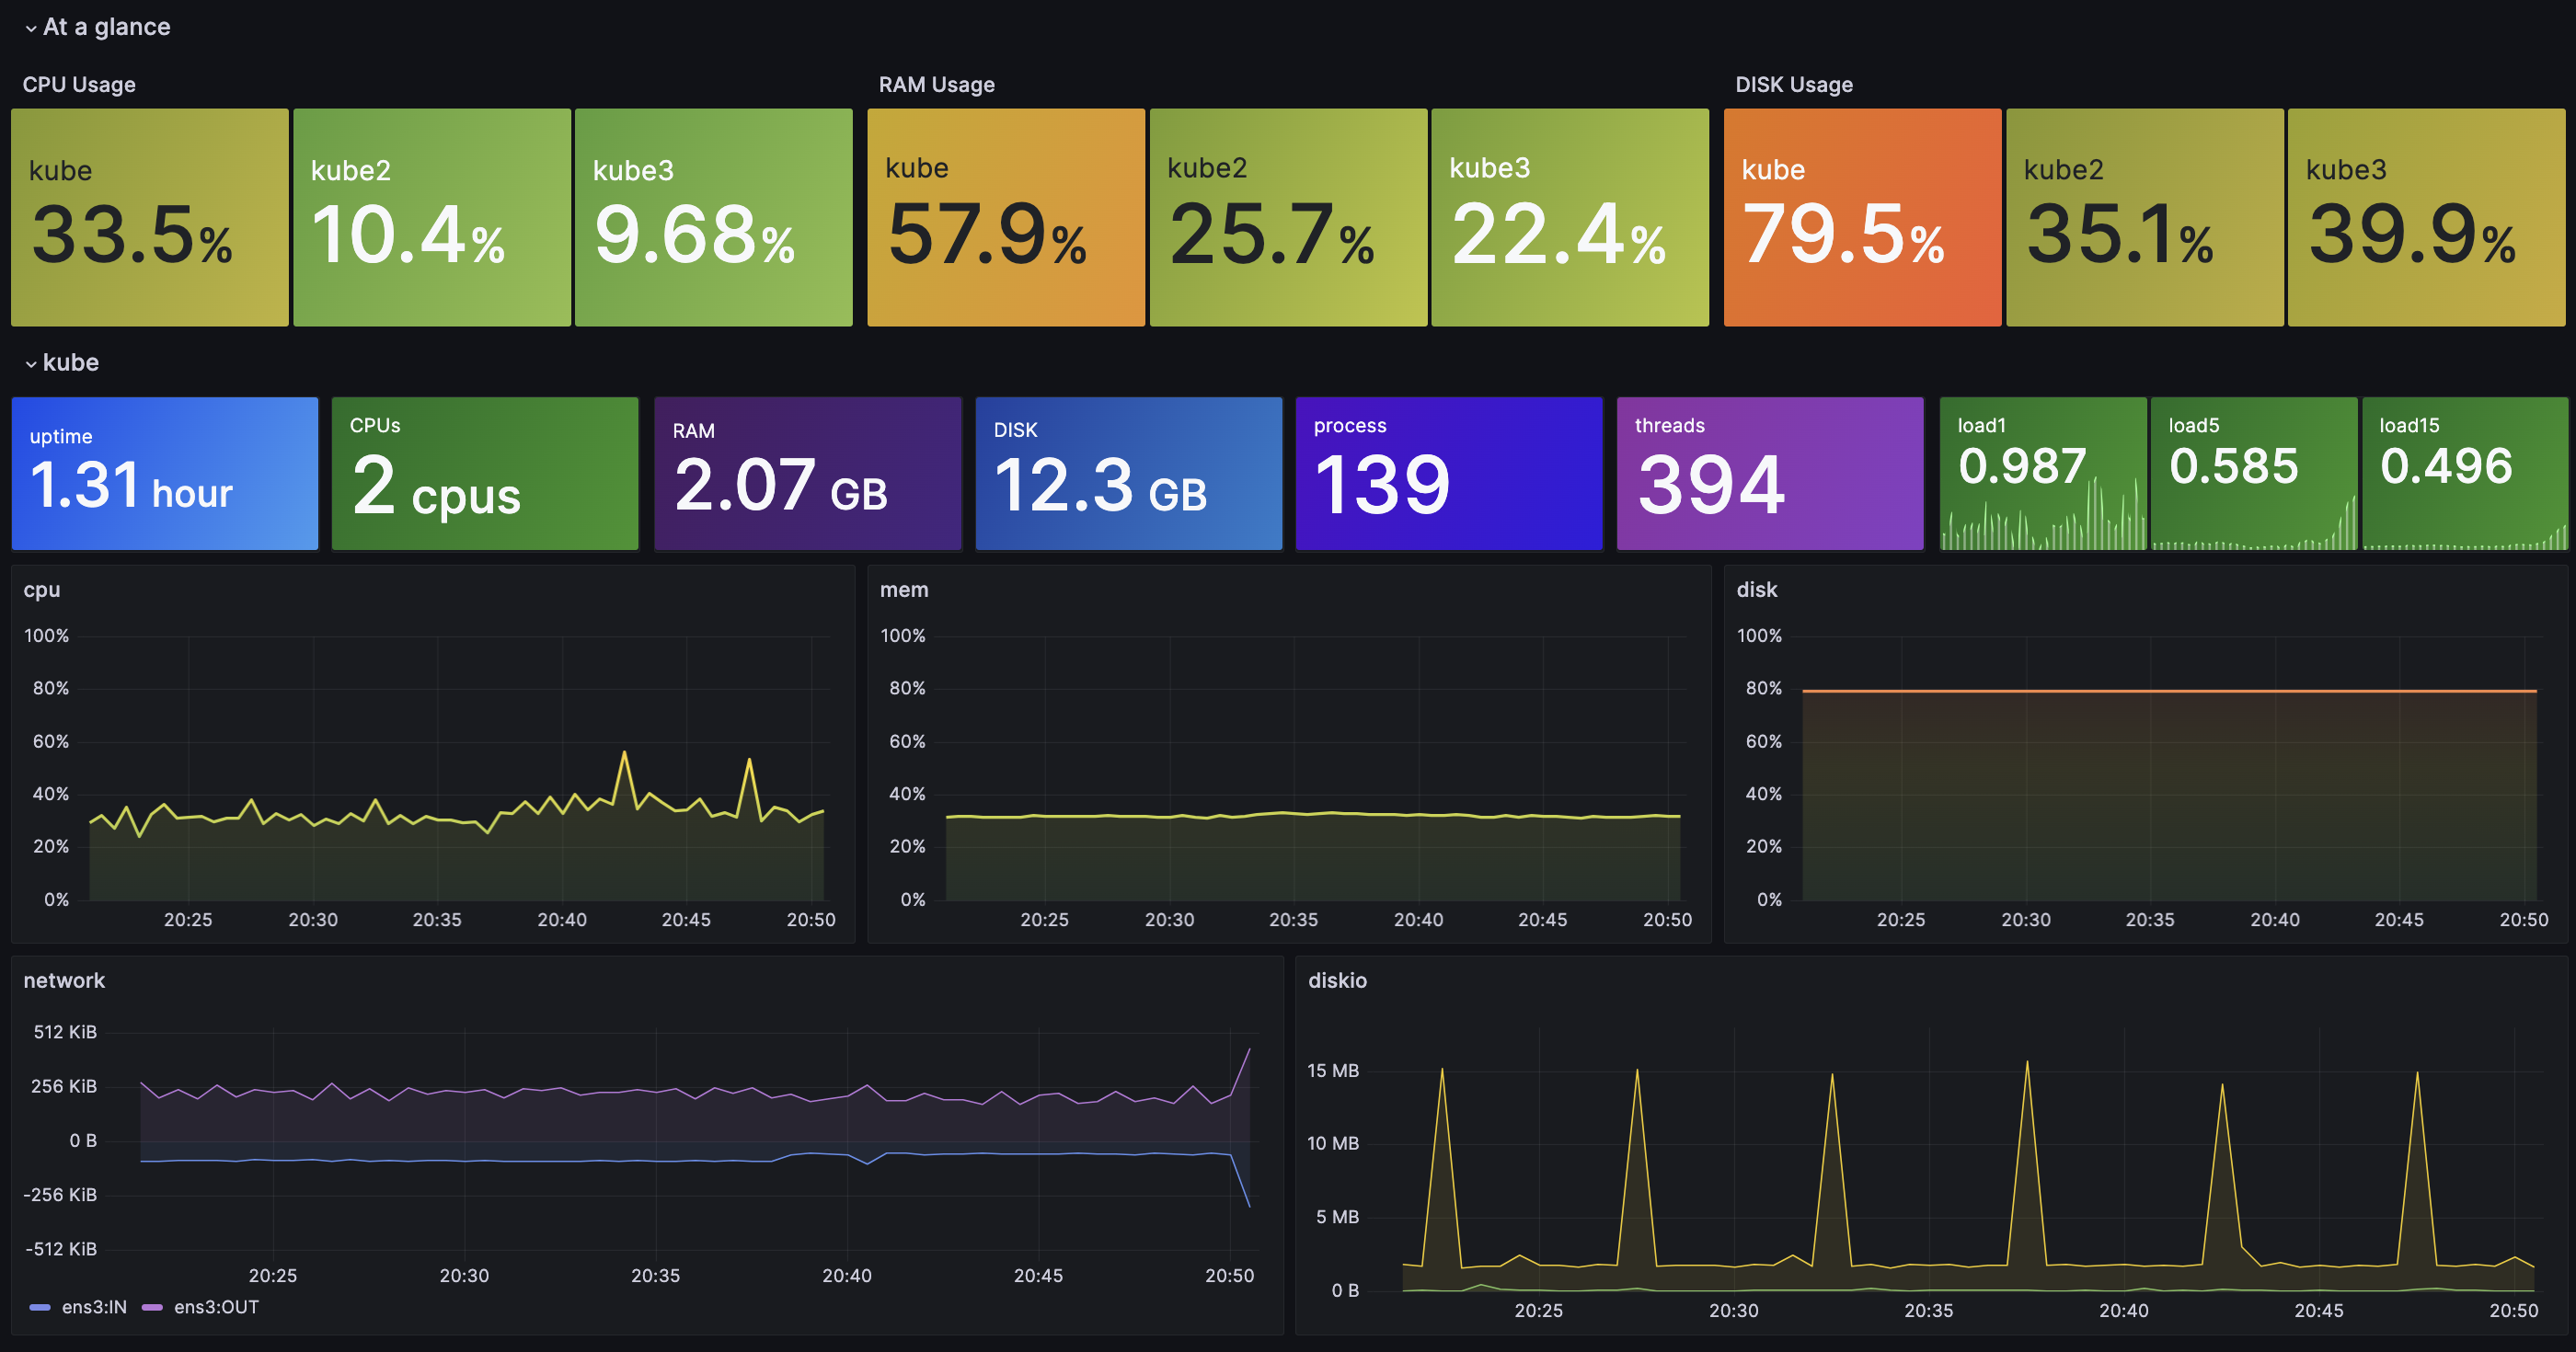 At a glance
CPU Usage
kube
33.5%
kube2
10.4%
kube3
9.68%
RAM Usage
kube
57.9%
kube2
25.7%
kube3
22.4%
DISK Usage
kube
79.5%
kube2
35.1%
kube3
39.9%
kube
uptime
1.31 hour
CPUs
2 cpus
RAM
2.07 GB
DISK
12.3 GB
process
139
threads
394
load1
0.987
load5
0.585
load15
0.496
cpu
100%
80%
60%
40%
20%
0%
20:25 20:30 20:35 20:40 20:45 20:50
mem
100%
80%
60%
40%
20%
0%
20:25 20:30 20:35 20:40 20:45 20:50
disk
100%
80%
60%
40%
20%
0%
20:25 20:30 20:35 20:40 20:45 20:50
network
512 KiB
256 KiB
0 B
-256 KiB
-512 KiB
20:25 20:30 20:35 20:40 20:45 20:50
ens3:IN ens3:OUT
diskio
15 MB
10 MB
5 MB
0 B
20:25 20:30 20:35 20:40 20:45 20:50